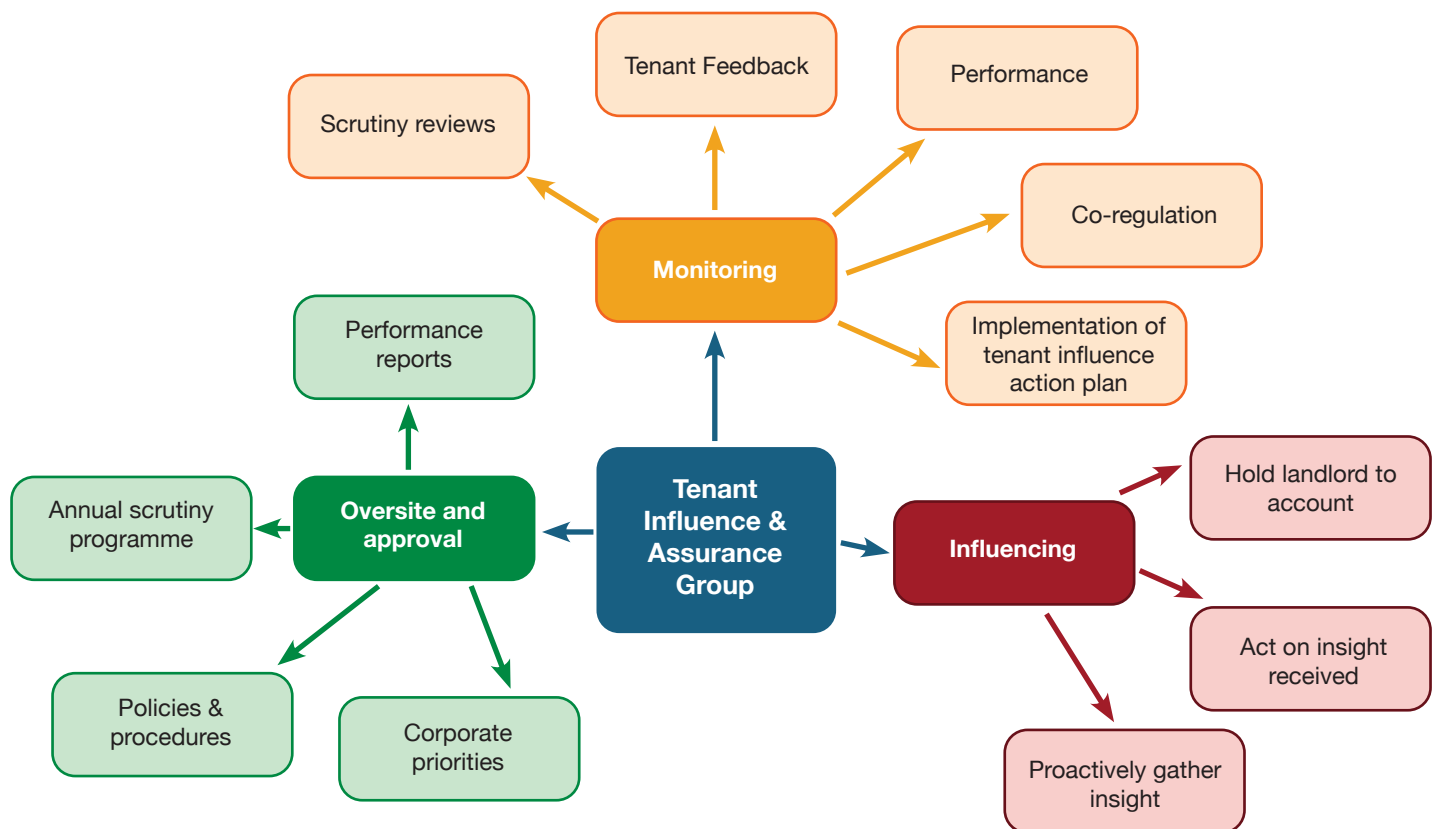 Tenant Feedback
Performance
Scrutiny reviews
Co-regulation
Monitoring
Implementation of
tenant influence
action plan
Performance
reports
Annual scrutiny
programme
Oversite and
approval
Tenant
Influence &
Assurance
Group
Influencing
Hold landlord to
account
Act on insight
received
Policies &
procedures
Corporate
priorities
Proactively gather
insight